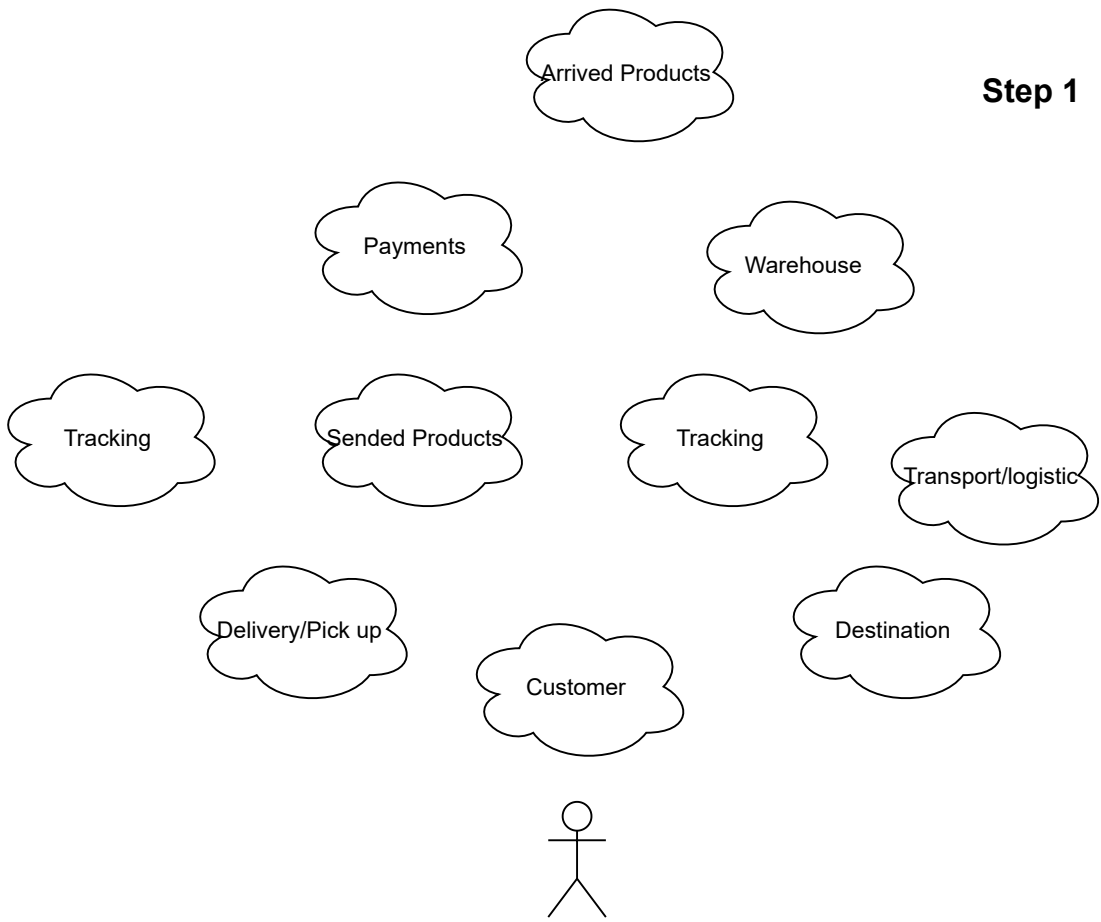 Arrived Products
Step 1
Payments
Warehouse
Tracking
Sended Products
Tracking
Transport/logistic
Delivery/Pick up
Destination
Customer